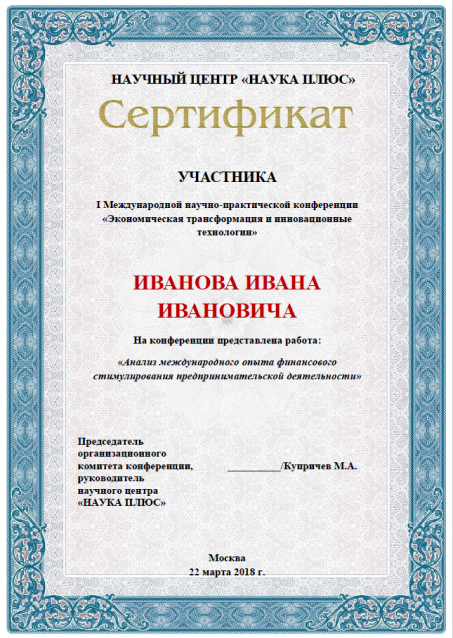 НАУЧНЫЙ ЦЕНТР «НАУКА ПЛЮС»
Сертификат
УЧАСТНИКА
I Международной научно-практической конференции
«Экономическая трансформация и инновационные
технологии»
ИВАНОВА ИВАНА
ИВАНОВИЧА
На конференции представлена работа:
«Анализ международного опыта финансового
стимулирования предпринимательской деятельности»
Председатель
организационного
комитета конференции,
руководитель
научного центра
«НАУКА ПЛЮС»
___________/Купричев М.А.
Москва
22 марта 2018 г.